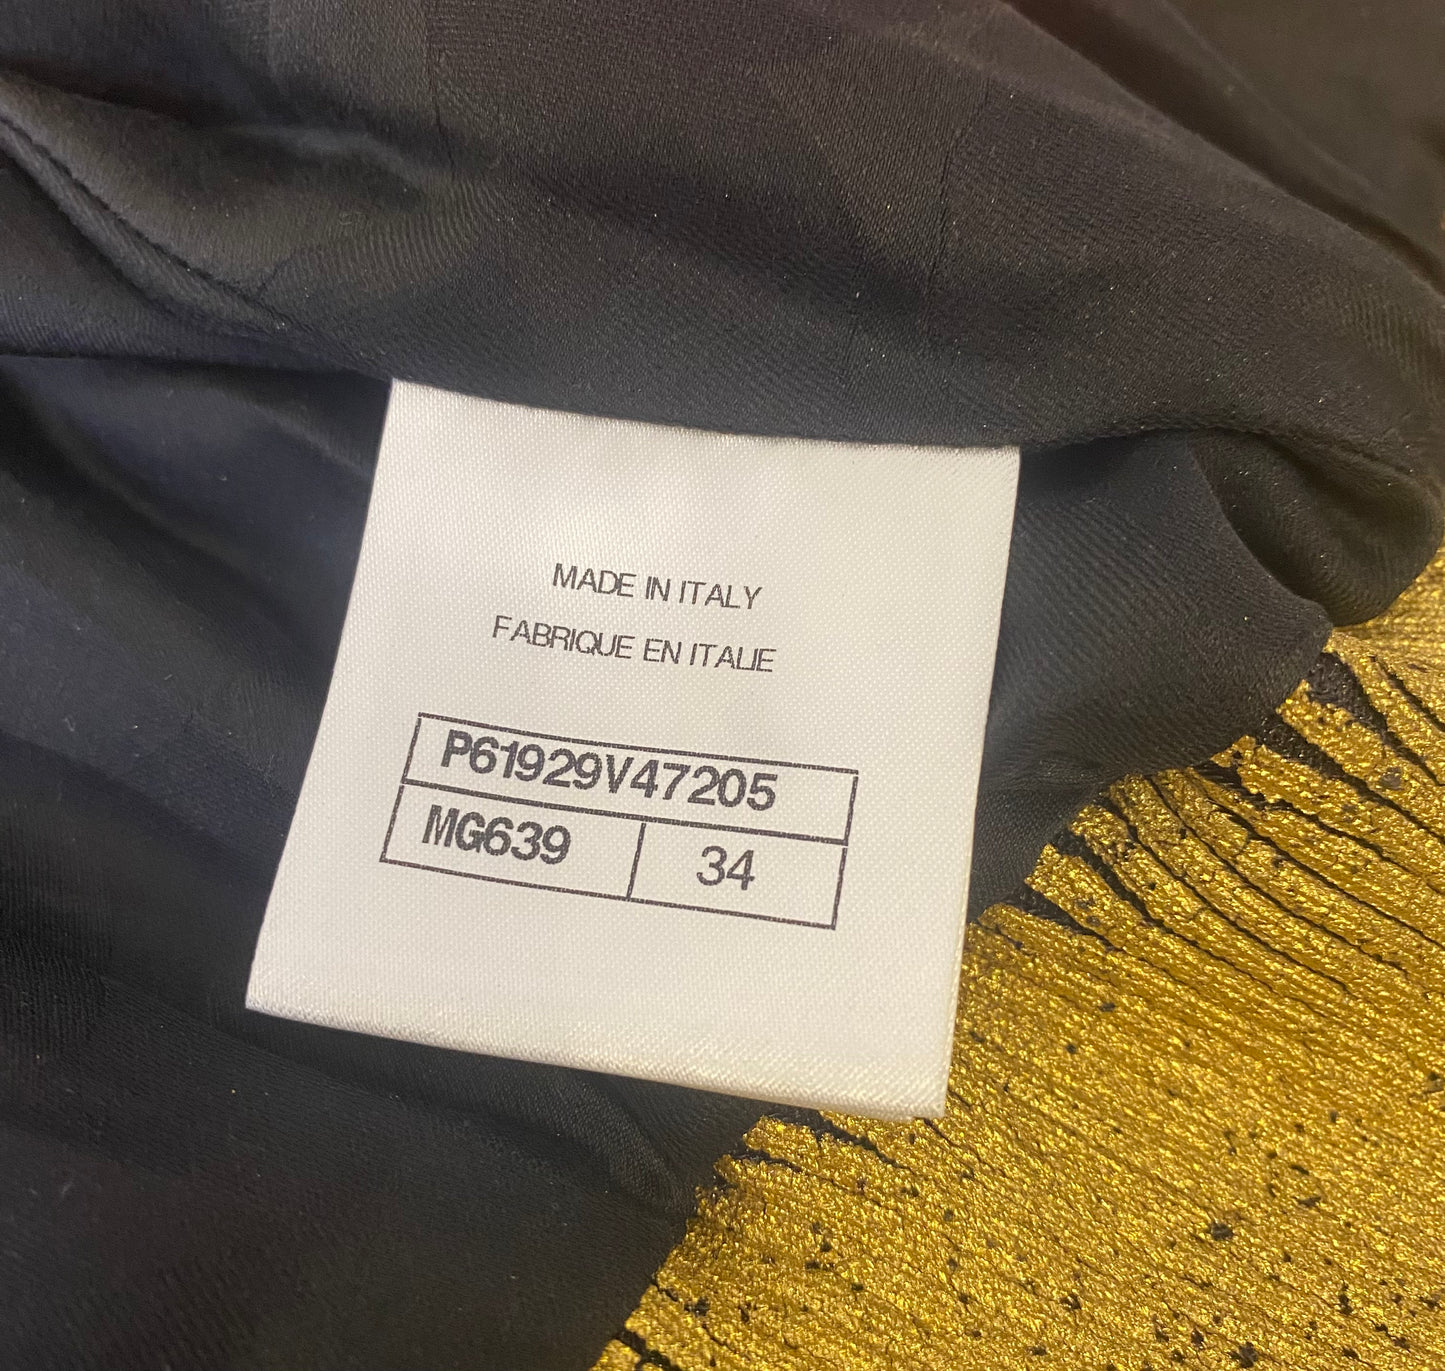 MADE IN ITALY
FABRIQUE EN ITALIE
P61929V47205
MG639 34